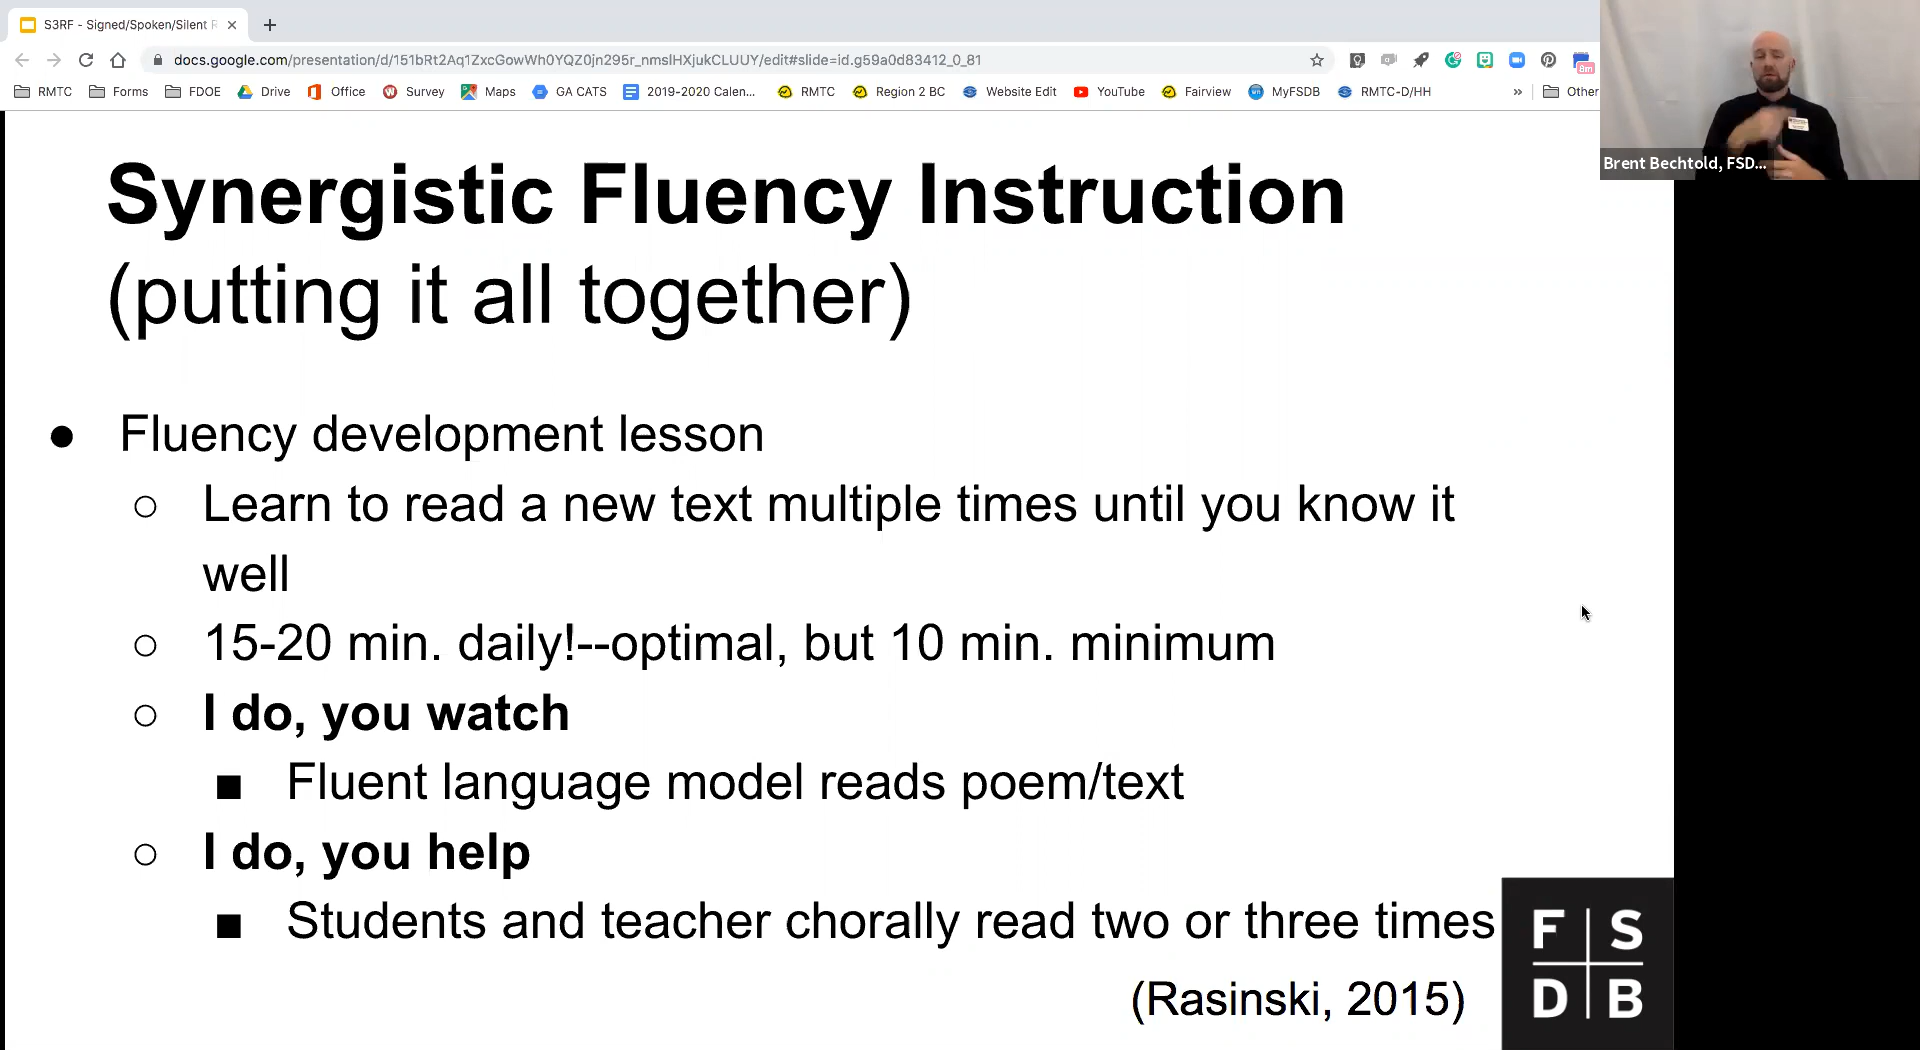 S3RF - Signed/Spoken/Silent R
docs.google.com/presentation/d/151bRt2Aq1ZxcGowWh0YQZ0jn295r_nmslHXjukCLUUY/edit#slide=id.g59a0d83412_0_81
8m
RMTC Forms FDOE Drive Office Survey Maps GA CATS 2019-2020 Calen... RMTC Region 2 BC Website Edit YouTube Fairview MyFSDB RMTC-D/HH » Other
Brent Bechtold, FSD...
Synergistic Fluency Instruction
(putting it all together)
● Fluency development lesson
○ Learn to read a new text multiple times until you know it
well
○ 15-20 min. daily!--optimal, but 10 min. minimum
○ I do, you watch
■ Fluent language model reads poem/text
○ I do, you help
■ Students and teacher chorally read two or three times
(Rasinski, 2015)
F S
D B